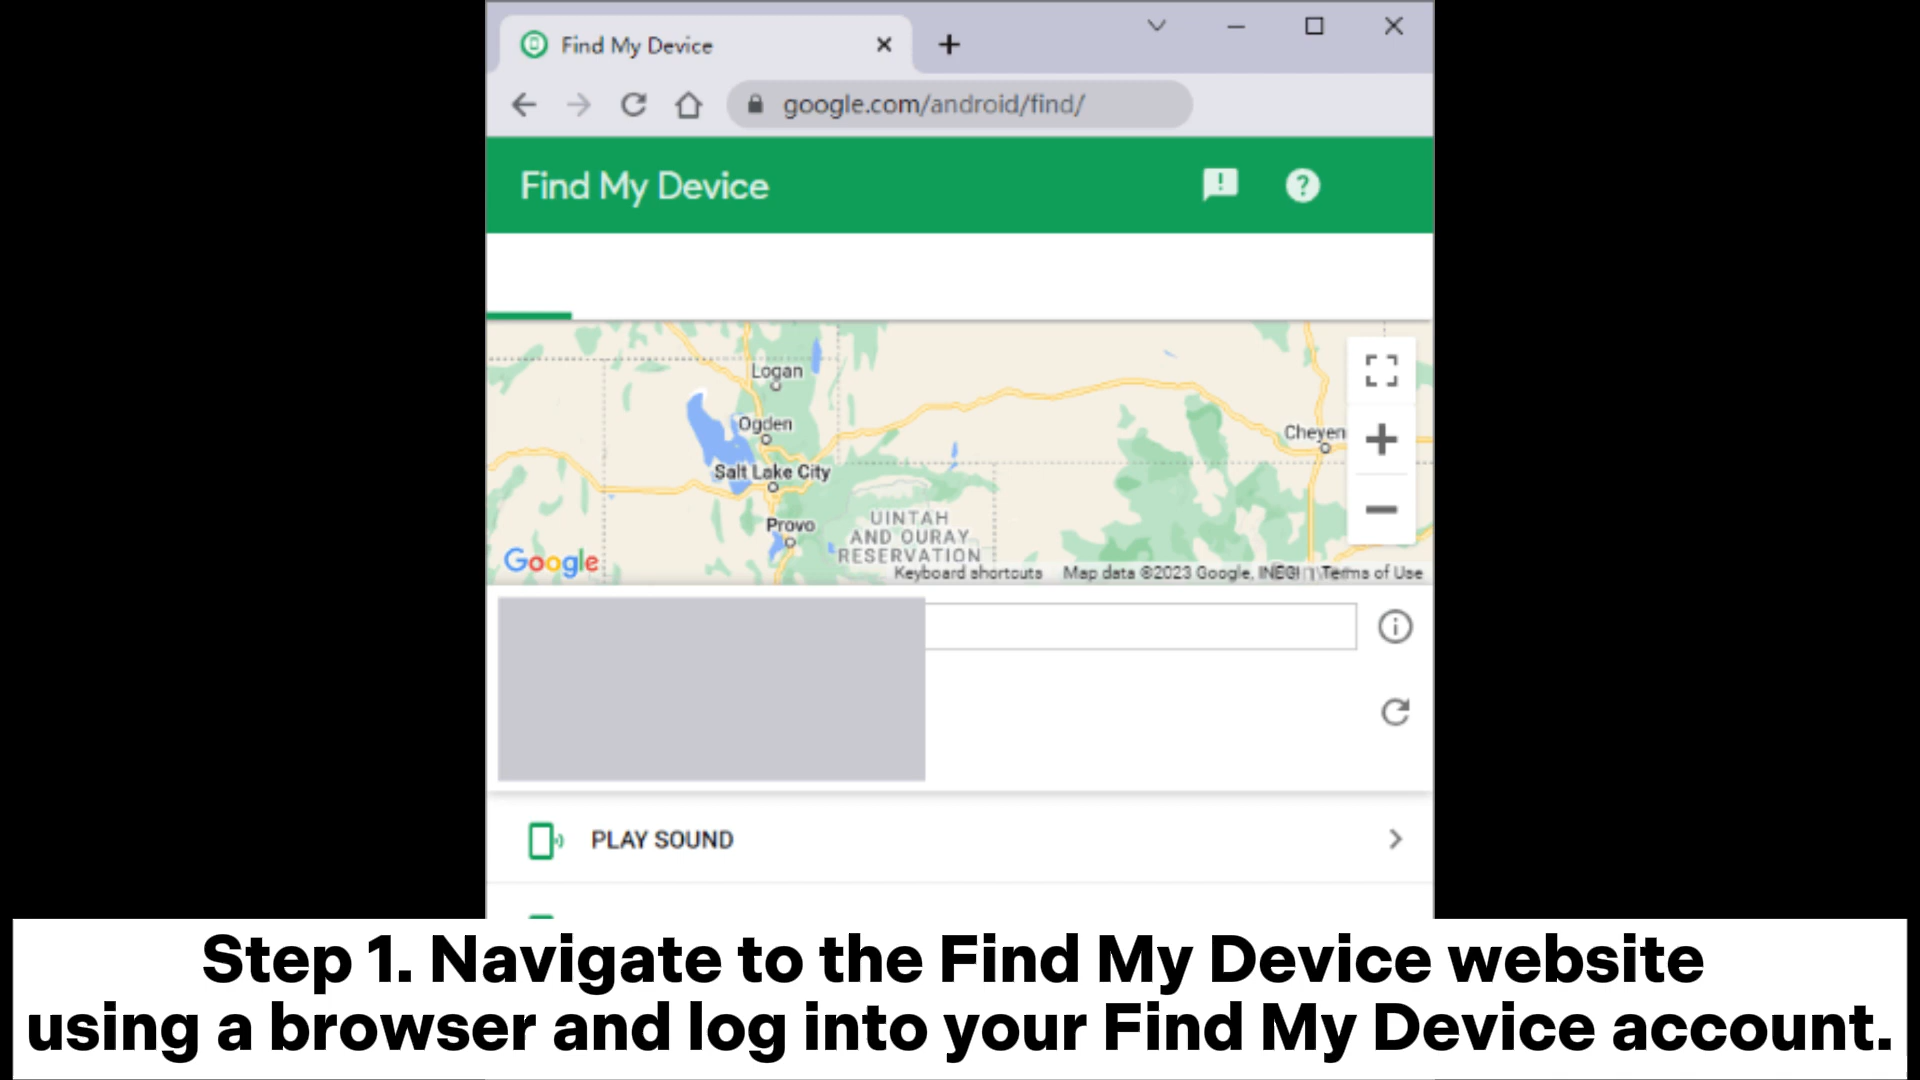 Find My Device
google.com/android/find/
Find My Device
Logan
Ogden
Cheyen
Salt Lake City
Provo
UINTAH
AND OURAY
RESERVATION
Google
Keyboard shortcuts Map data ©2023 Google, INEGI Terms of Use
PLAY SOUND
Step 1. Navigate to the Find My Device website
using a browser and log into your Find My Device account.